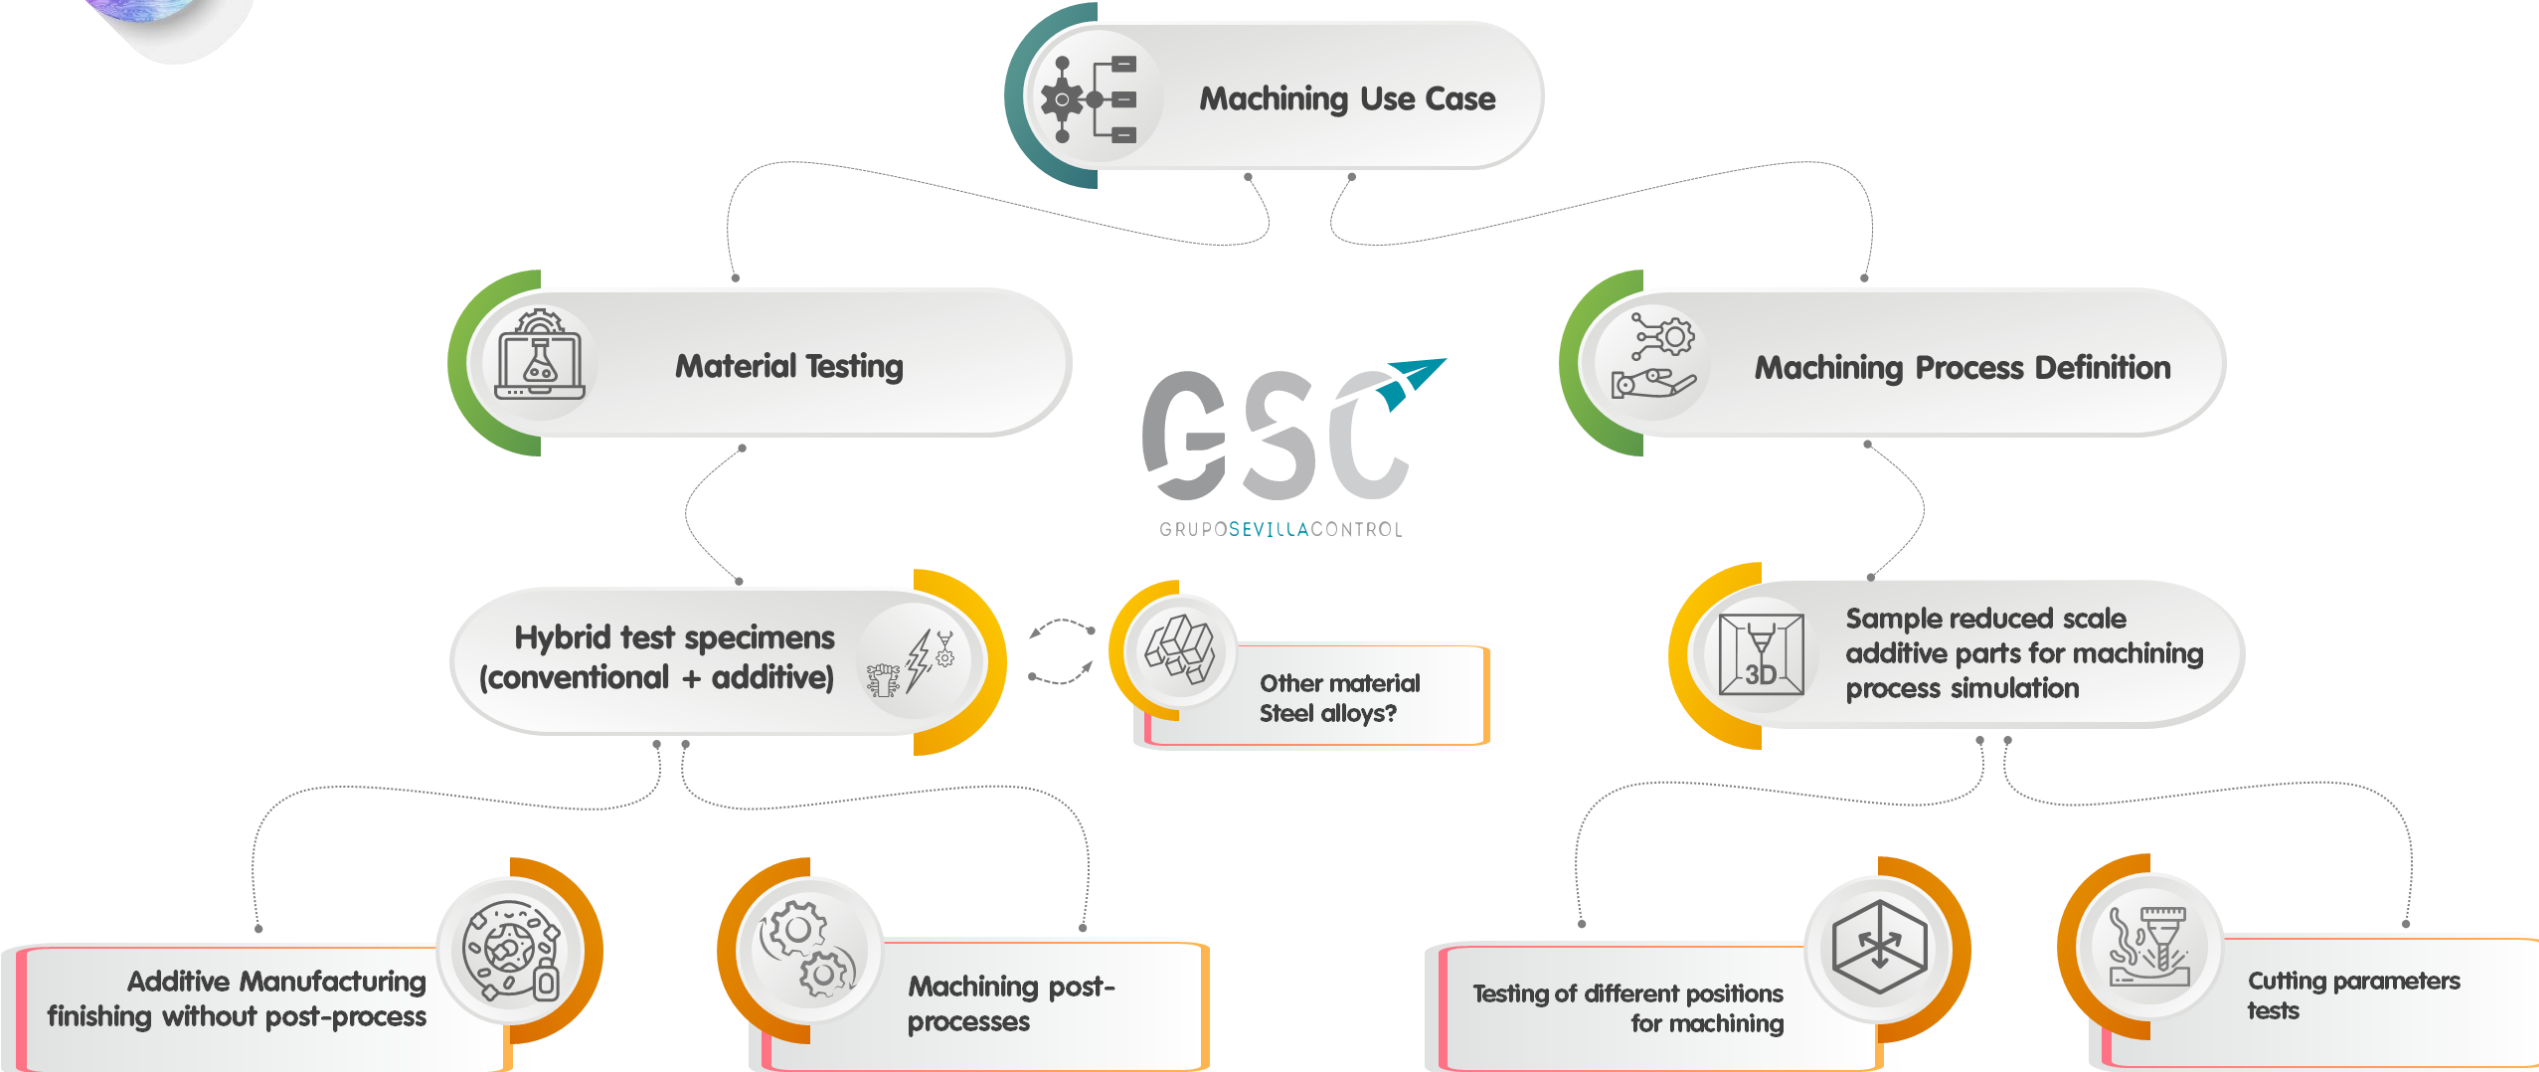 Machining Use Case
Material Testing
Machining Process Definition
GSC
GRUPOSEVILLACONTROL
Hybrid test specimens
(conventional + additive)
Other material
Steel alloys?
3D
Sample reduced scale
additive parts for machining
process simulation
Additive Manufacturing
finishing without post-process
Machining post-
processes
Testing of different positions
for machining
Cutting parameters
tests